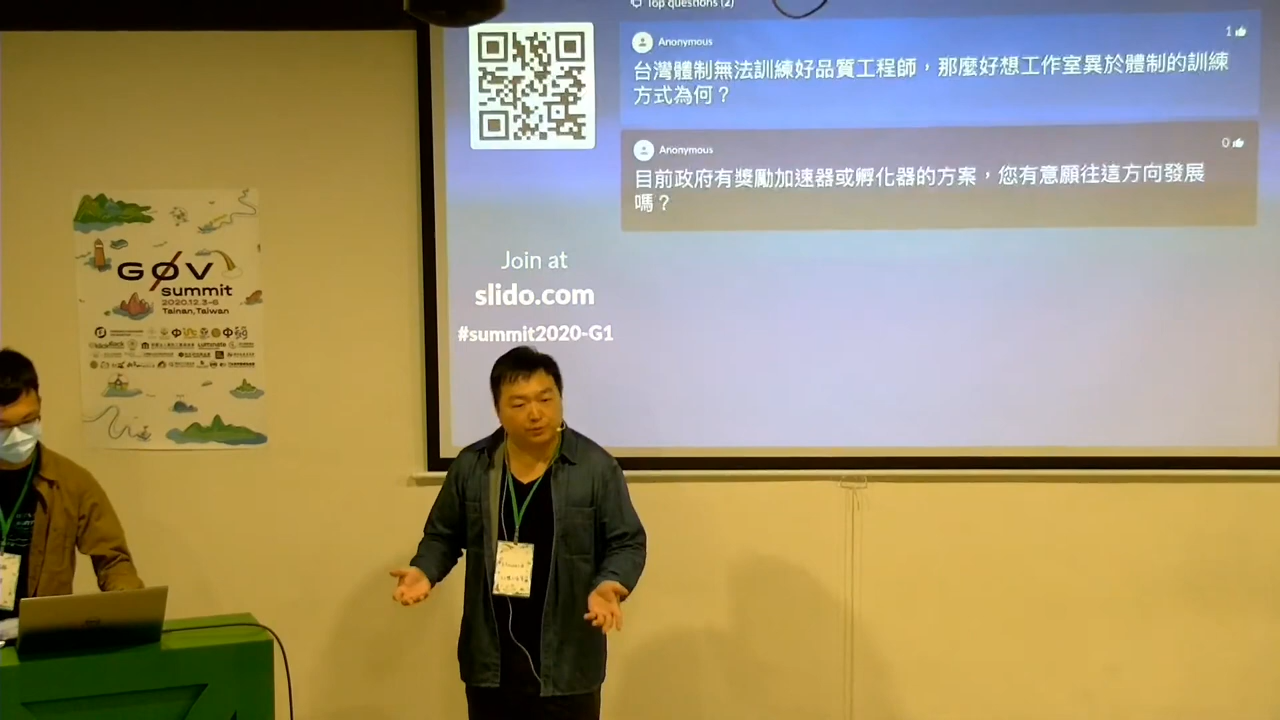 Top questions (2)
Anonymous
1
台灣體制無法訓練好品質工程師，那麼好想工作室異於體制的訓練
方式為何？
Anonymous
0
目前政府有獎勵加速器或孵化器的方案，您有意願往這方向發展
嗎？
Join at
slido.com
#summit2020-G1
GØV
summit
2020.12.3-6
Tainan, Taiwan